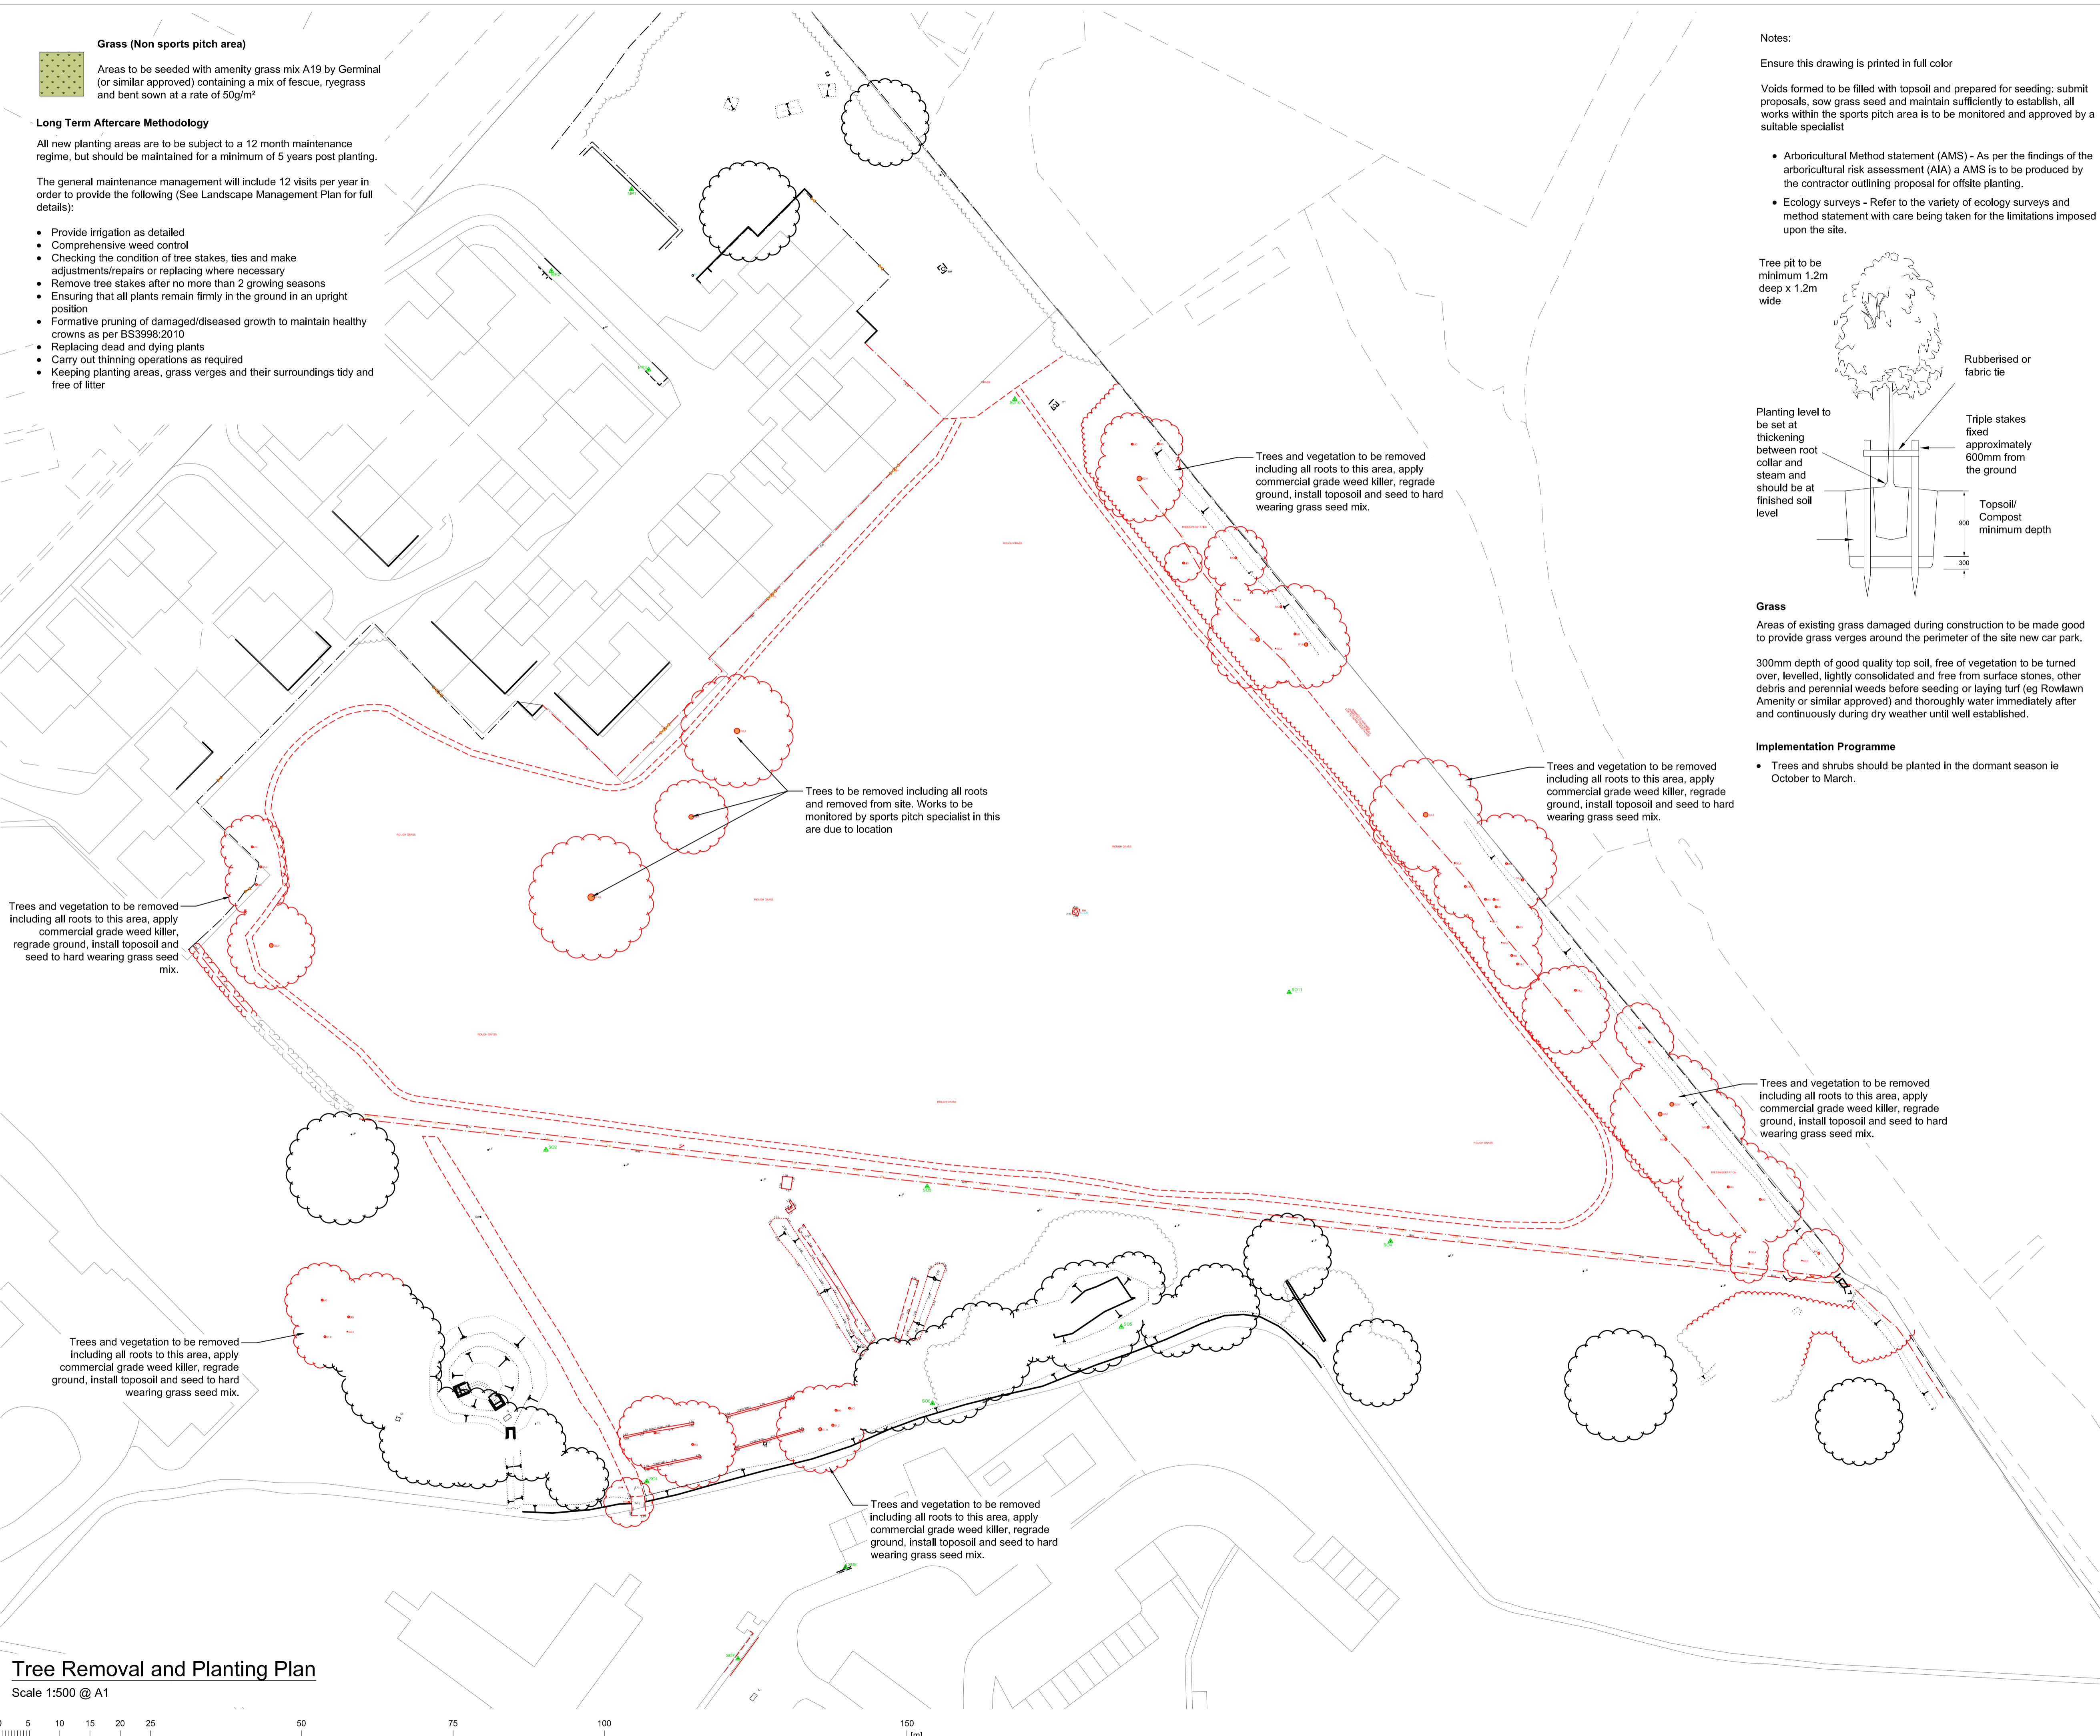 Grass (Non sports pitch area)
Areas to be seeded with amenity grass mix A19 by Germinal
(or similar approved) containing a mix of fescue, ryegrass
and bent sown at a rate of 50g/m²
Long Term Aftercare Methodology
All new planting areas are to be subject to a 12 month maintenance
regime, but should be maintained for a minimum of 5 years post planting.
The general maintenance management will include 12 visits per year in
order to provide the following (See Landscape Management Plan for full
details):
• Provide irrigation as detailed
• Comprehensive weed control
• Checking the condition of tree stakes, ties and make
adjustments/repairs or replacing where necessary
• Remove tree stakes after no more than 2 growing seasons
• Ensuring that all plants remain firmly in the ground in an upright
position
• Formative pruning of damaged/diseased growth to maintain healthy
crowns as per BS3998:2010
• Replacing dead and dying plants
• Carry out thinning operations as required
• Keeping planting areas, grass verges and their surroundings tidy and
free of litter
Notes:
Ensure this drawing is printed in full color
Voids formed to be filled with topsoil and prepared for seeding: submit
proposals, sow grass seed and maintain sufficiently to establish, all
works within the sports pitch area is to be monitored and approved by a
suitable specialist
• Arboricultural Method statement (AMS) - As per the findings of the
arboricultural risk assessment (AIA) a AMS is to be produced by
the contractor outlining proposal for offsite planting.
• Ecology surveys - Refer to the variety of ecology surveys and
method statement with care being taken for the limitations imposed
upon the site.
Tree pit to be
minimum 1.2m
deep x 1.2m
wide
Rubberised or
fabric tie
Planting level to
be set at
thickening
between root
collar and
steam and
should be at
finished soil
level
Triple stakes
fixed
approximately
600mm from
the ground
Topsoil/
Compost
minimum depth
900
300
Grass
Areas of existing grass damaged during construction to be made good
to provide grass verges around the perimeter of the site new car park.
300mm depth of good quality top soil, free of vegetation to be turned
over, levelled, lightly consolidated and free from surface stones, other
debris and perennial weeds before seeding or laying turf (eg Rowlawn
Amenity or similar approved) and thoroughly water immediately after
and continuously during dry weather until well established.
Implementation Programme
• Trees and shrubs should be planted in the dormant season ie
October to March.
Trees and vegetation to be removed
including all roots to this area, apply
commercial grade weed killer, regrade
ground, install toposoil and seed to hard
wearing grass seed mix.
Trees and vegetation to be removed
including all roots to this area, apply
commercial grade weed killer, regrade
ground, install toposoil and seed to hard
wearing grass seed mix.
Trees to be removed including all roots
and removed from site. Works to be
monitored by sports pitch specialist in this
are due to location
Trees and vegetation to be removed
including all roots to this area, apply
commercial grade weed killer,
regrade ground, install toposoil and
seed to hard wearing grass seed
mix.
Trees and vegetation to be removed
including all roots to this area, apply
commercial grade weed killer, regrade
ground, install toposoil and seed to hard
wearing grass seed mix.
Trees and vegetation to be removed
including all roots to this area, apply
commercial grade weed killer, regrade
ground, install toposoil and seed to hard
wearing grass seed mix.
Trees and vegetation to be removed
including all roots to this area, apply
commercial grade weed killer, regrade
ground, install toposoil and seed to hard
wearing grass seed mix.
Tree Removal and Planting Plan
Scale 1:500 @ A1
5 10 15 20 25 50 75 100 150
[m]